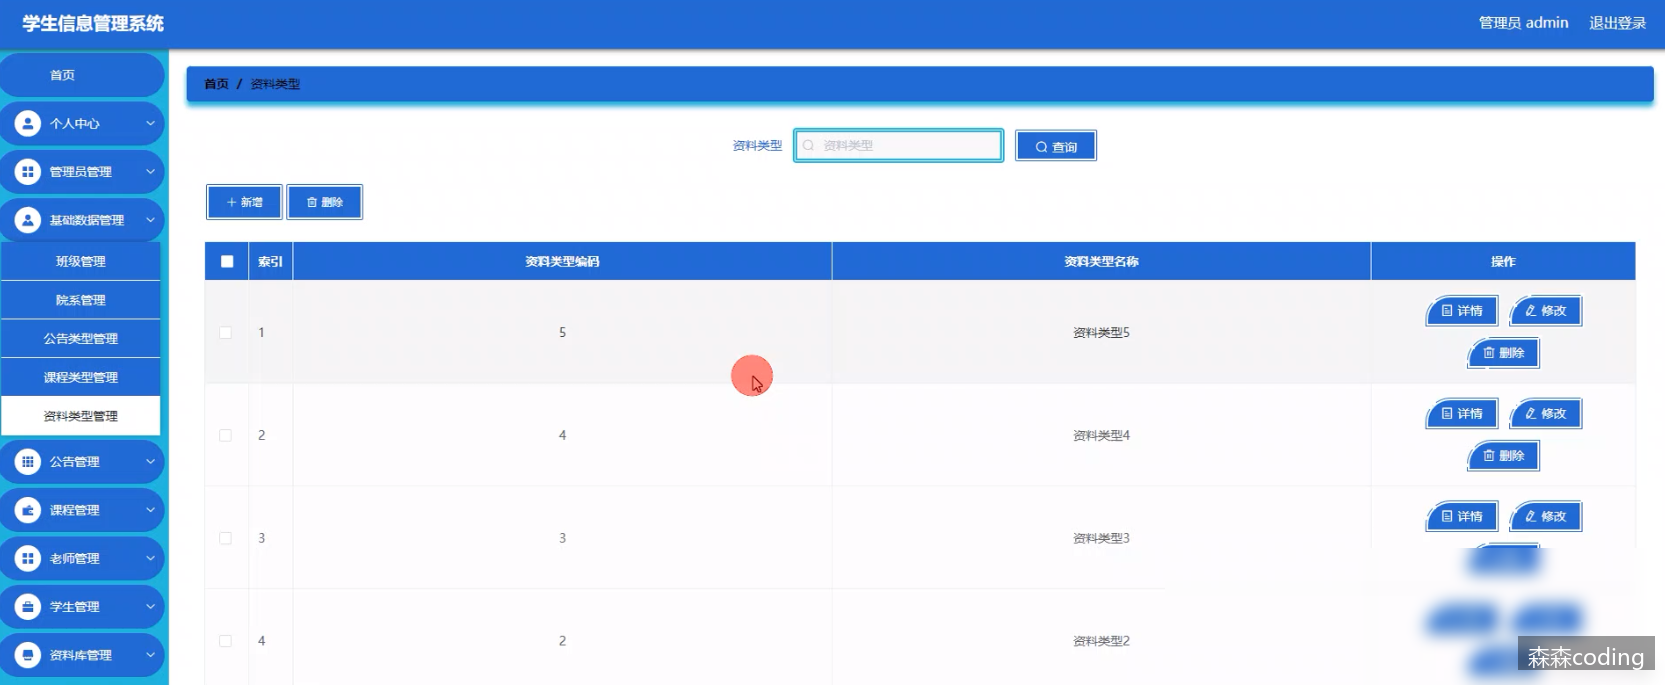 学生信息管理系统
管理员 admin 退出登录
首页
个人中心
管理员管理
基础数据管理
班级管理
院系管理
公告类型管理
课程类型管理
资料类型管理
公告管理
课程管理
老师管理
学生管理
资料库管理
首页 / 资料类型
资料类型 资料类型 查询
新增 删除
索引 资料类型编码 资料类型名称 操作
1 5 资料类型5 详情 修改
删除
2 4 资料类型4 详情 修改
删除
3 3 资料类型3 详情 修改
4 2 资料类型2
森森coding